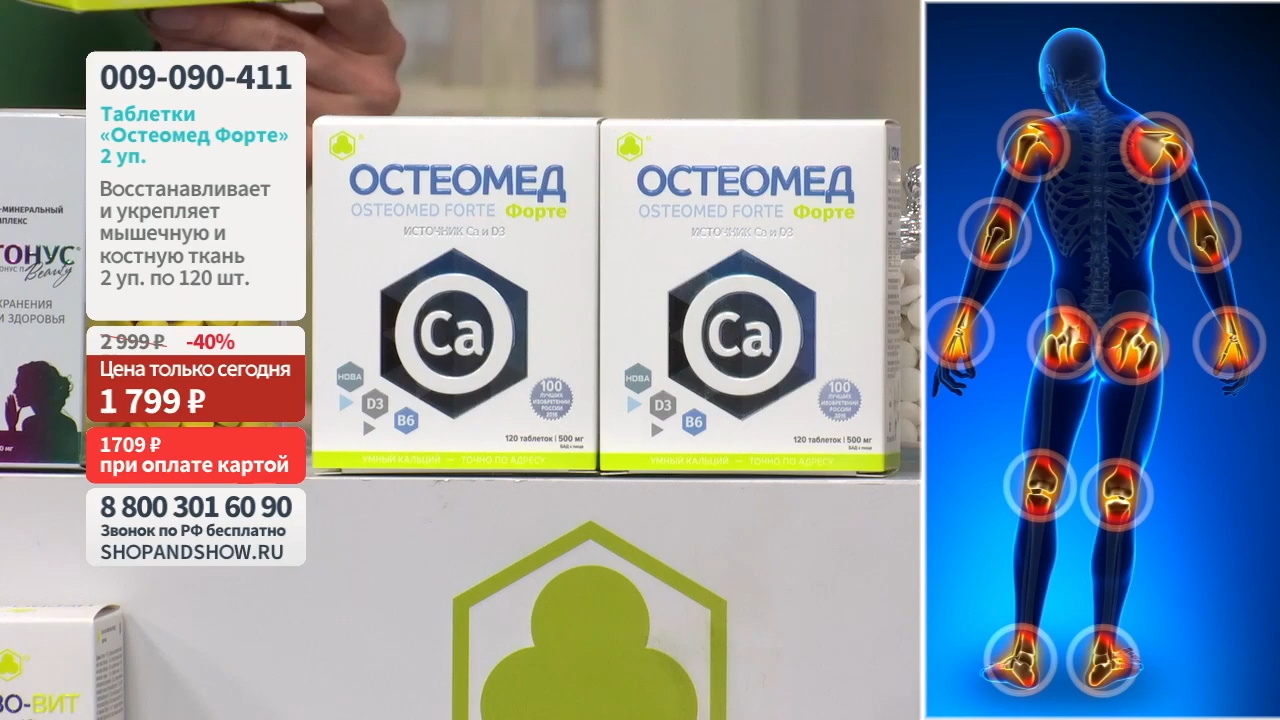 009-090-411
Таблетки
«Остеомед Форте»
2 уп.
Восстанавливает
и укрепляет
мышечную и
костную ткань
2 уп. по 120 шт.
2 999 ₽ -40%
Цена только сегодня
1 799 ₽
1709 ₽
при оплате картой
8 800 301 60 90
Звонок по РФ бесплатно
SHOPANDSHOW.RU
-МИНЕРАЛЬНЫЙ
ТОНУС®
Beauty
И ЗДОРОВЬЯ
ОСТЕОМЕД
OSTEOMED FORTE Форте
ИСТОЧНИК Ca и D3
Ca
НОВА
D3
B6
100
ЛУЧШИХ
ИЗОБРЕТЕНИЙ
РОССИИ
120 таблеток | 500 мг
УМНЫЙ КАЛЬЦИЙ — ТОЧНО ПО АДРЕСУ
ОСТЕОМЕД
OSTEOMED FORTE Форте
ИСТОЧНИК Ca и D3
Ca
НОВА
D3
B6
100
ЛУЧШИХ
ИЗОБРЕТЕНИЙ
РОССИИ
120 таблеток | 500 мг
УМНЫЙ КАЛЬЦИЙ — ТОЧНО ПО АДРЕСУ
ВО-ВИТ